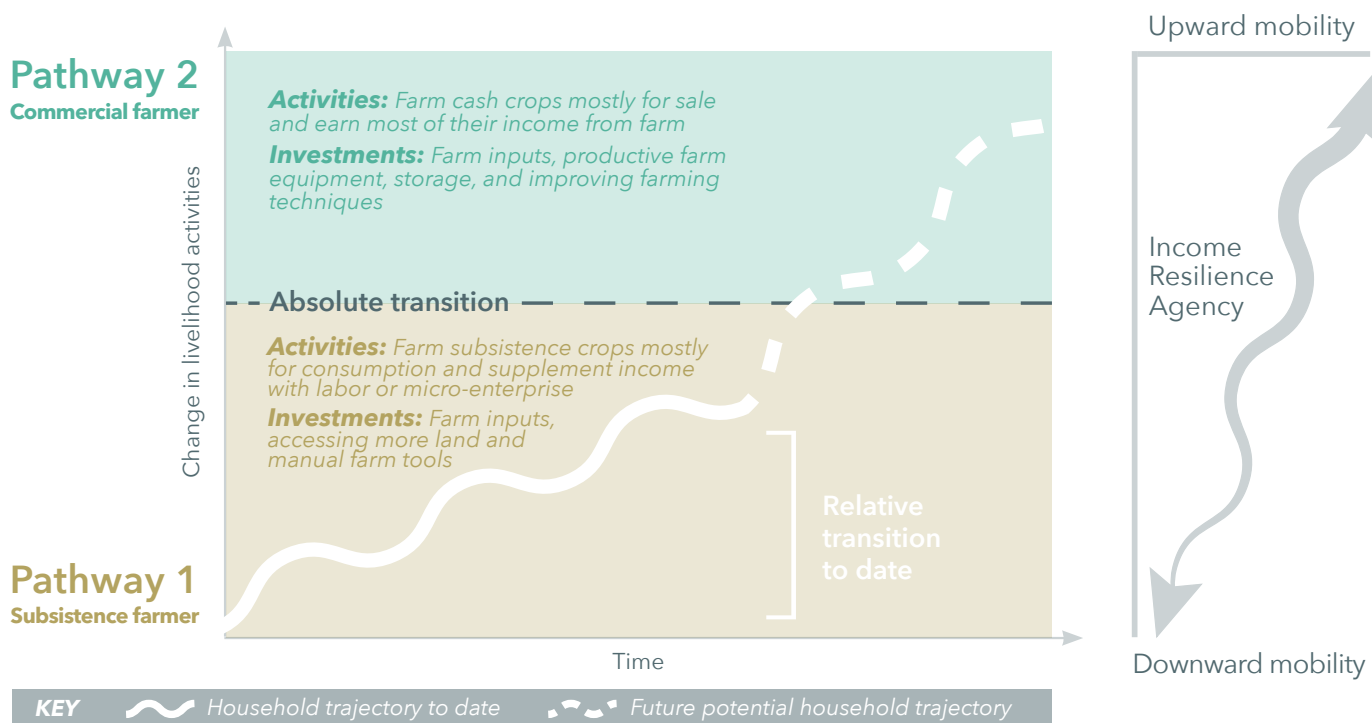 Upward mobility
Pathway 2
Commercial farmer
Activities: Farm cash crops mostly for sale
and earn most of their income from farm
Investments: Farm inputs, productive farm
equipment, storage, and improving farming
techniques
Change in livelihood activities
Income
Resilience
Agency
Absolute transition
Activities: Farm subsistence crops mostly
for consumption and supplement income
with labor or micro-enterprise
Investments: Farm inputs,
accessing more land and
manual farm tools
Relative
transition
to date
Pathway 1
Subsistence farmer
Time
Downward mobility
KEY Household trajectory to date Future potential household trajectory